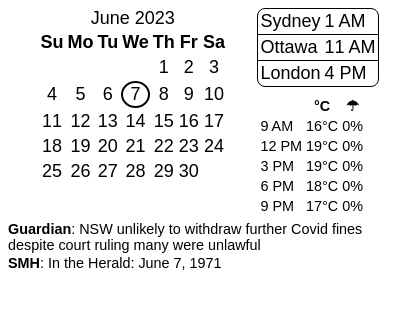 June 2023
Su Mo Tu We Th Fr Sa
1 2 3
4 5 6 7 8 9 10
11 12 13 14 15 16 17
18 19 20 21 22 23 24
25 26 27 28 29 30
Sydney 1 AM
Ottawa 11 AM
London 4 PM
°C ☂
9 AM 16°C 0%
12 PM 19°C 0%
3 PM 19°C 0%
6 PM 18°C 0%
9 PM 17°C 0%
Guardian: NSW unlikely to withdraw further Covid fines
despite court ruling many were unlawful
SMH: In the Herald: June 7, 1971